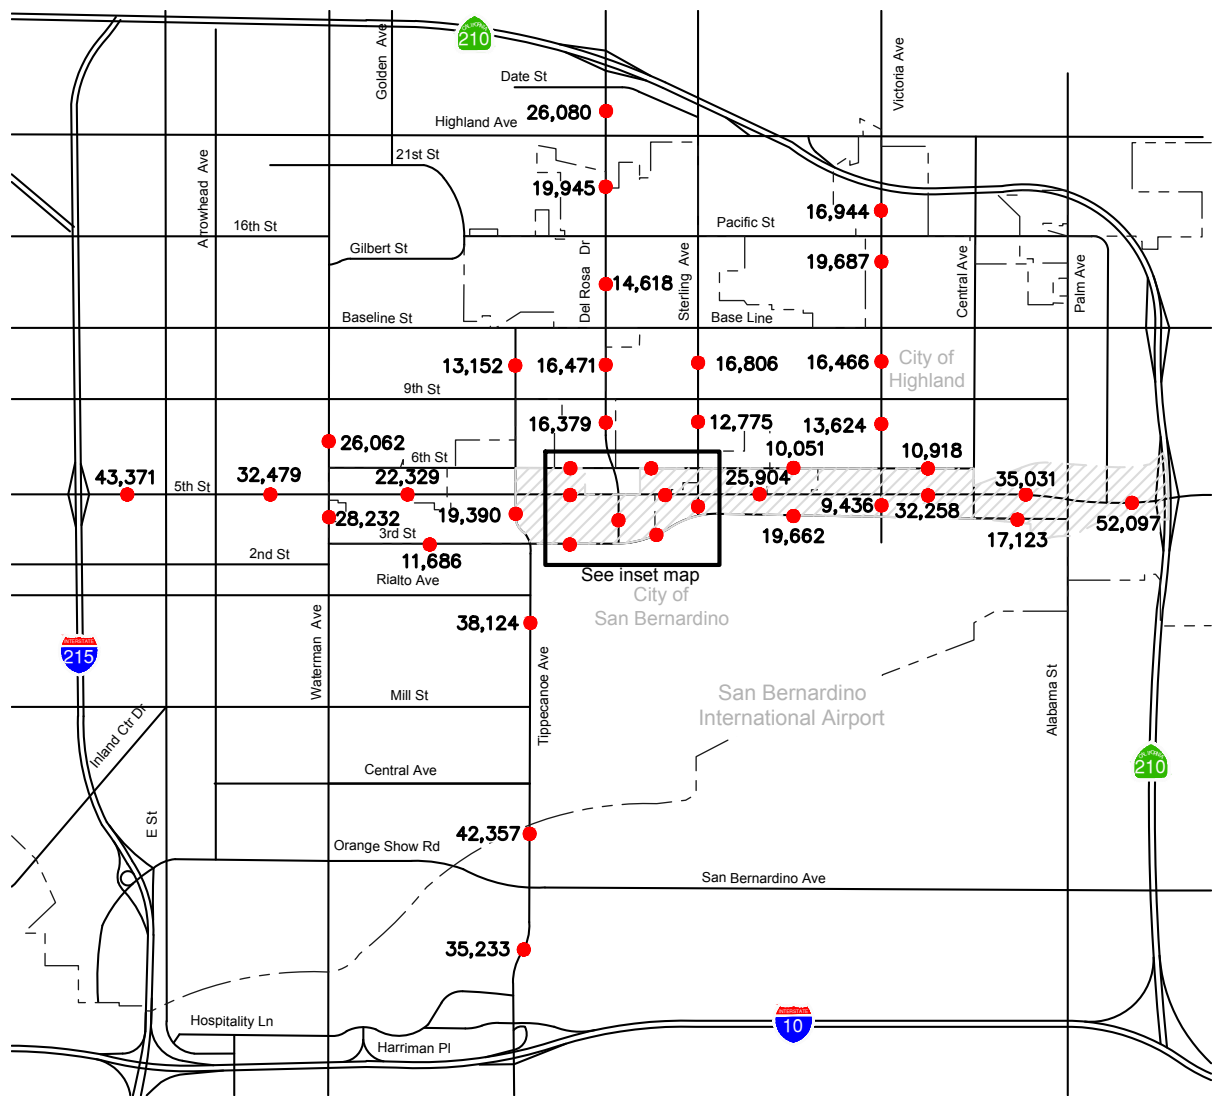 CALIFORNIA
210
Golden Ave
Victoria Ave
Date St
26,080
Highland Ave
Arrowhead Ave
21st St
19,945
16,944
16th St
Pacific St
Gilbert St
Del Rosa Dr
Sterling Ave
19,687
Central Ave
Palm Ave
14,618
Baseline St
Base Line
13,152
16,471
16,806
16,466
City of
Highland
9th St
16,379
12,775
13,624
26,062
6th St
10,051
10,918
43,371
5th St
32,479
22,329
25,904
35,031
28,232
19,390
9,436
32,258
52,097
3rd St
19,662
17,123
2nd St
11,686
Rialto Ave
See inset map
City of
San Bernardino
38,124
INTERSTATE
215
Waterman Ave
Tippecanoe Ave
Alabama St
Mill St
San Bernardino
International Airport
Inland Ctr Dr
Central Ave
CALIFORNIA
210
E St
42,357
Orange Show Rd
San Bernardino Ave
35,233
Hospitality Ln
INTERSTATE
10
Harriman Pl